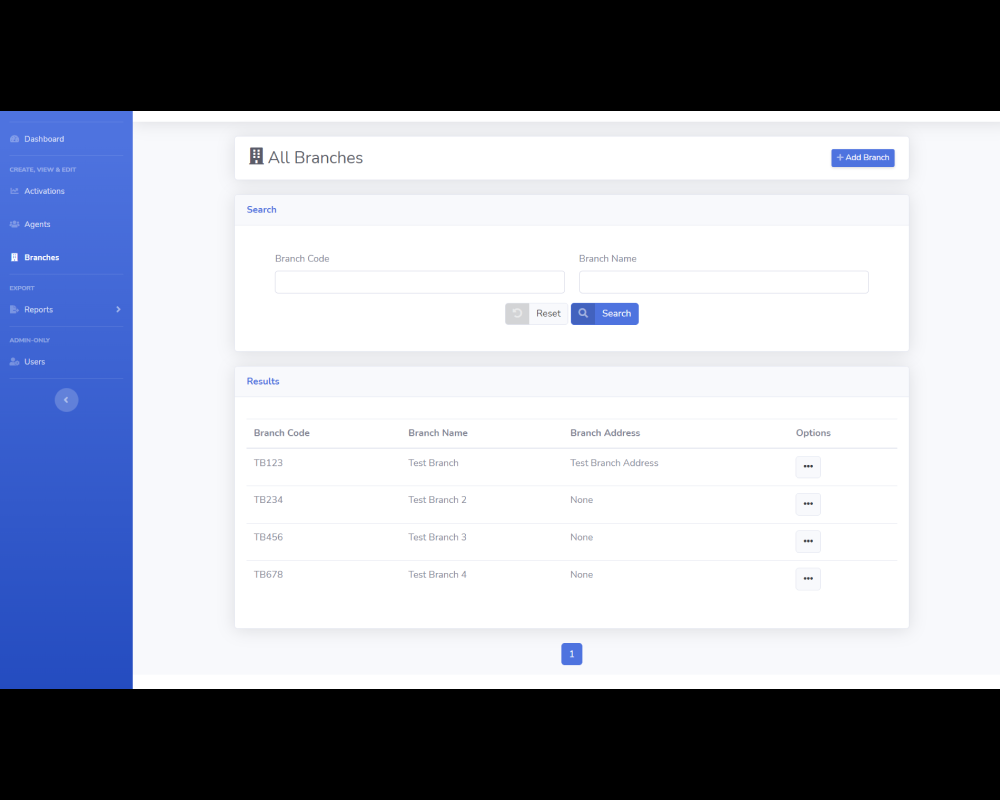 Dashboard
CREATE, VIEW & EDIT
Activations
Agents
Branches
EXPORT
Reports
ADMIN-ONLY
Users
All Branches
+ Add Branch
Search
Branch Code Branch Name
Reset Search
Results
Branch Code Branch Name Branch Address Options
TB123 Test Branch Test Branch Address
TB234 Test Branch 2 None
TB456 Test Branch 3 None
TB678 Test Branch 4 None
1